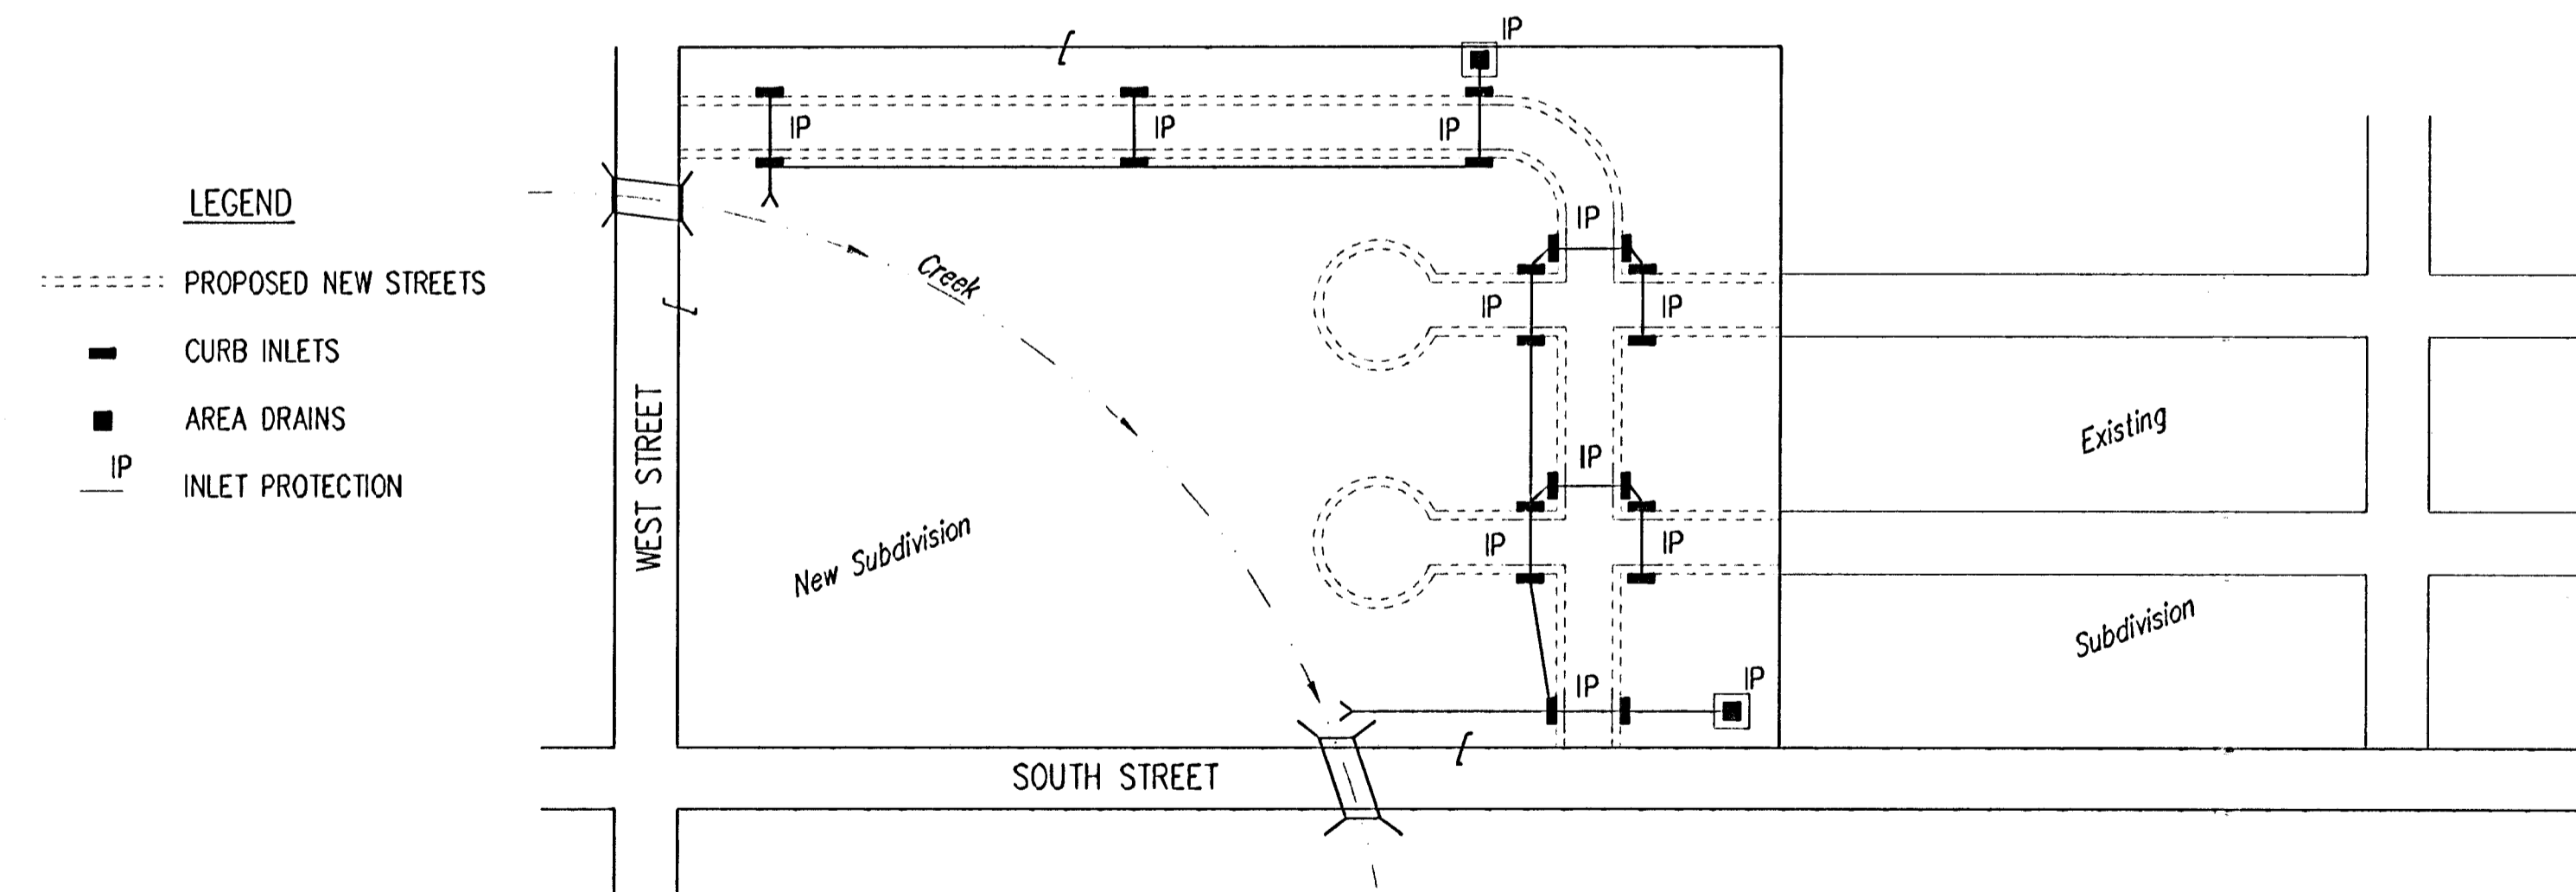 IP
IP
IP
IP
LEGEND
PROPOSED NEW STREETS
CURB INLETS
AREA DRAINS
IP
INLET PROTECTION
WEST STREET
Creek
New Subdivision
IP
IP
IP
IP
IP
IP
IP
IP
Existing
Subdivision
SOUTH STREET